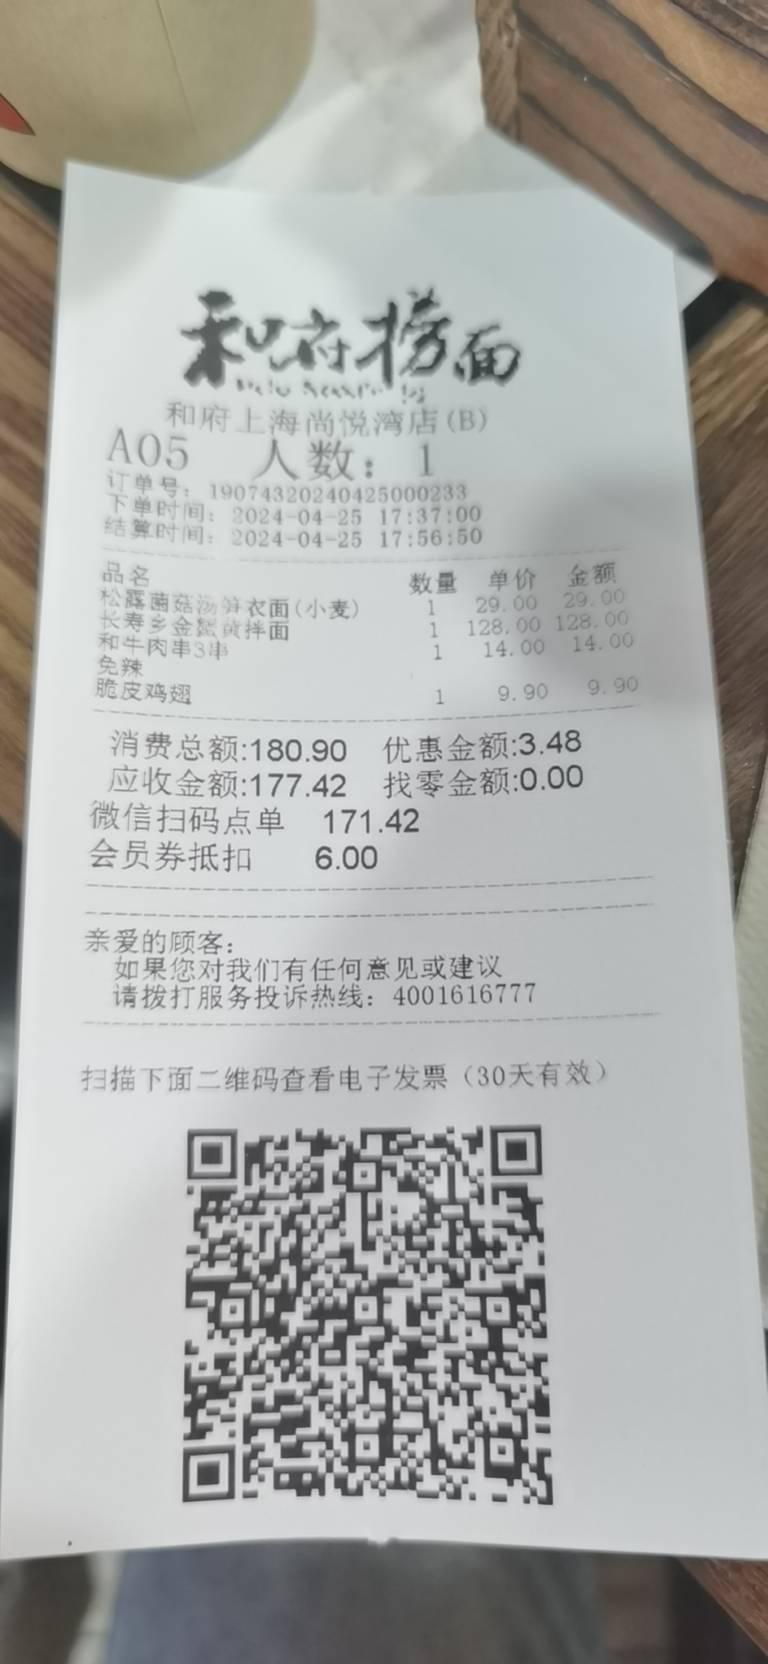 和府捞面
和府上海尚悦湾店(B)
A05 人数: 1
订单号: 19074320240425000233
下单时间: 2024-04-25 17:37:00
结算时间: 2024-04-25 17:56:50
品名 数量 单价 金额
松露菌菇汤笋衣面(小麦) 1 29.00 29.00
长寿乡金蟹黄拌面 1 128.00 128.00
和牛肉串3串 1 14.00 14.00
免辣
脆皮鸡翅 1 9.90 9.90
消费总额:180.90 优惠金额:3.48
应收金额:177.42 找零金额:0.00
微信扫码点单 171.42
会员券抵扣 6.00
亲爱的顾客:
如果您对我们有任何意见或建议
请拨打服务投诉热线: 4001616777
扫描下面二维码查看电子发票（30天有效）